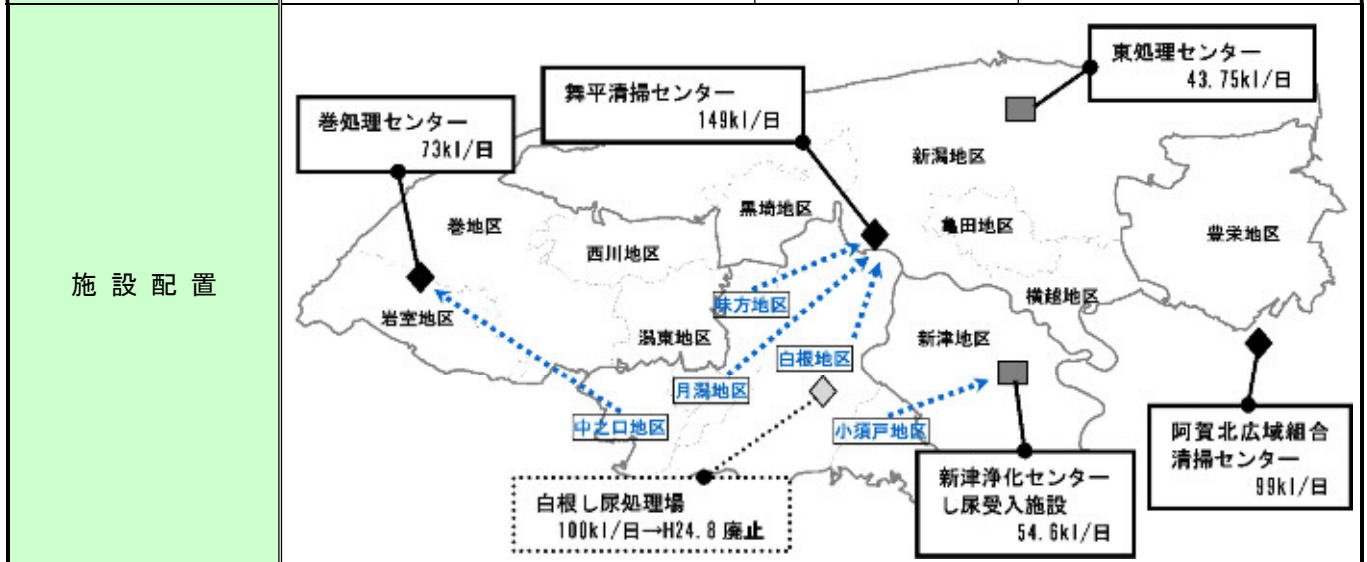 施設配置
東処理センター
43.75kl/日
舞平清掃センター
149kl/日
巻処理センター
73kl/日
新潟地区
黒埼地区
亀田地区
豊栄地区
巻地区
西川地区
味方地区
横越地区
岩室地区
潟東地区
新津地区
白根地区
月潟地区
中之口地区
小須戸地区
阿賀北広域組合
清掃センター
99kl/日
新津浄化センター
し尿受入施設
54.6kl/日
白根し尿処理場
100kl/日→H24.8 廃止